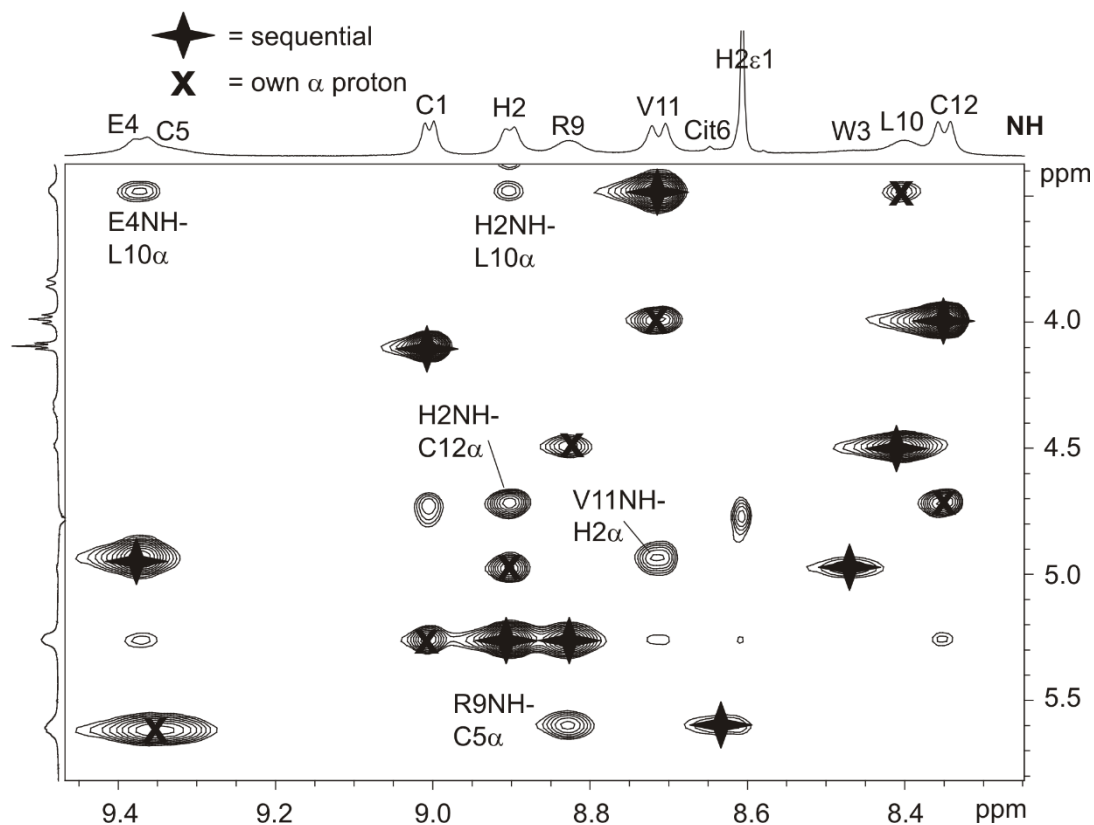 = sequential
X = own α proton
H2ε1
E4 C5 C1 H2 R9 V11 Cit6 W3 L10 C12 NH
ppm
E4NH-
L10α
H2NH-
L10α
4.0
H2NH-
C12α
4.5
V11NH-
H2α
5.0
R9NH-
C5α
5.5
9.4 9.2 9.0 8.8 8.6 8.4 ppm